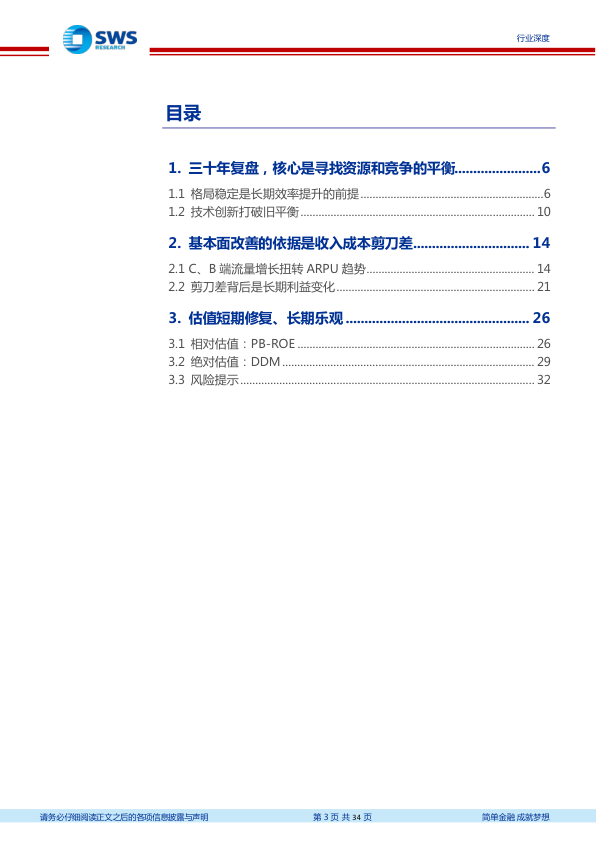 SWS
RESEARCH
行业深度
目录
1. 三十年复盘，核心是寻找资源和竞争的平衡.......................6
1.1 格局稳定是长期效率提升的前提.............................................................6
1.2 技术创新打破旧平衡..............................................................................10
2. 基本面改善的依据是收入成本剪刀差...............................14
2.1 C、B 端流量增长扭转 ARPU 趋势........................................................14
2.2 剪刀差背后是长期利益变化..................................................................21
3. 估值短期修复、长期乐观.................................................26
3.1 相对估值：PB-ROE...............................................................................26
3.2 绝对估值：DDM....................................................................................29
3.3 风险提示..................................................................................................32
请务必仔细阅读正文之后的各项信息披露与声明
第 3 页 共 34 页
简单金融 成就梦想